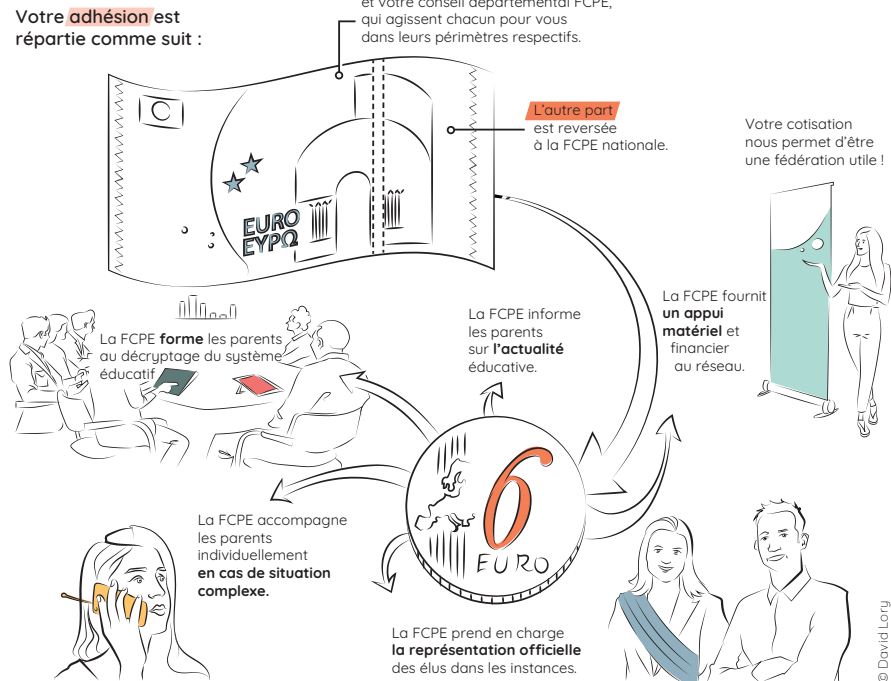 et votre conseil départemental FCPE,
qui agissent chacun pour vous
dans leurs périmètres respectifs.
Votre adhésion est
répartie comme suit :
L'autre part
est reversée
à la FCPE nationale.
Votre cotisation
nous permet d'être
une fédération utile !
EURO
ΕΥΡΩ
La FCPE forme les parents
au décryptage du système
éducatif
La FCPE informe
les parents
sur l'actualité
éducative.
La FCPE fournit
un appui
matériel et
financier
au réseau.
6
EURO
La FCPE accompagne
les parents
individuellement
en cas de situation
complexe.
La FCPE prend en charge
la représentation officielle
des élus dans les instances.
© David Lory